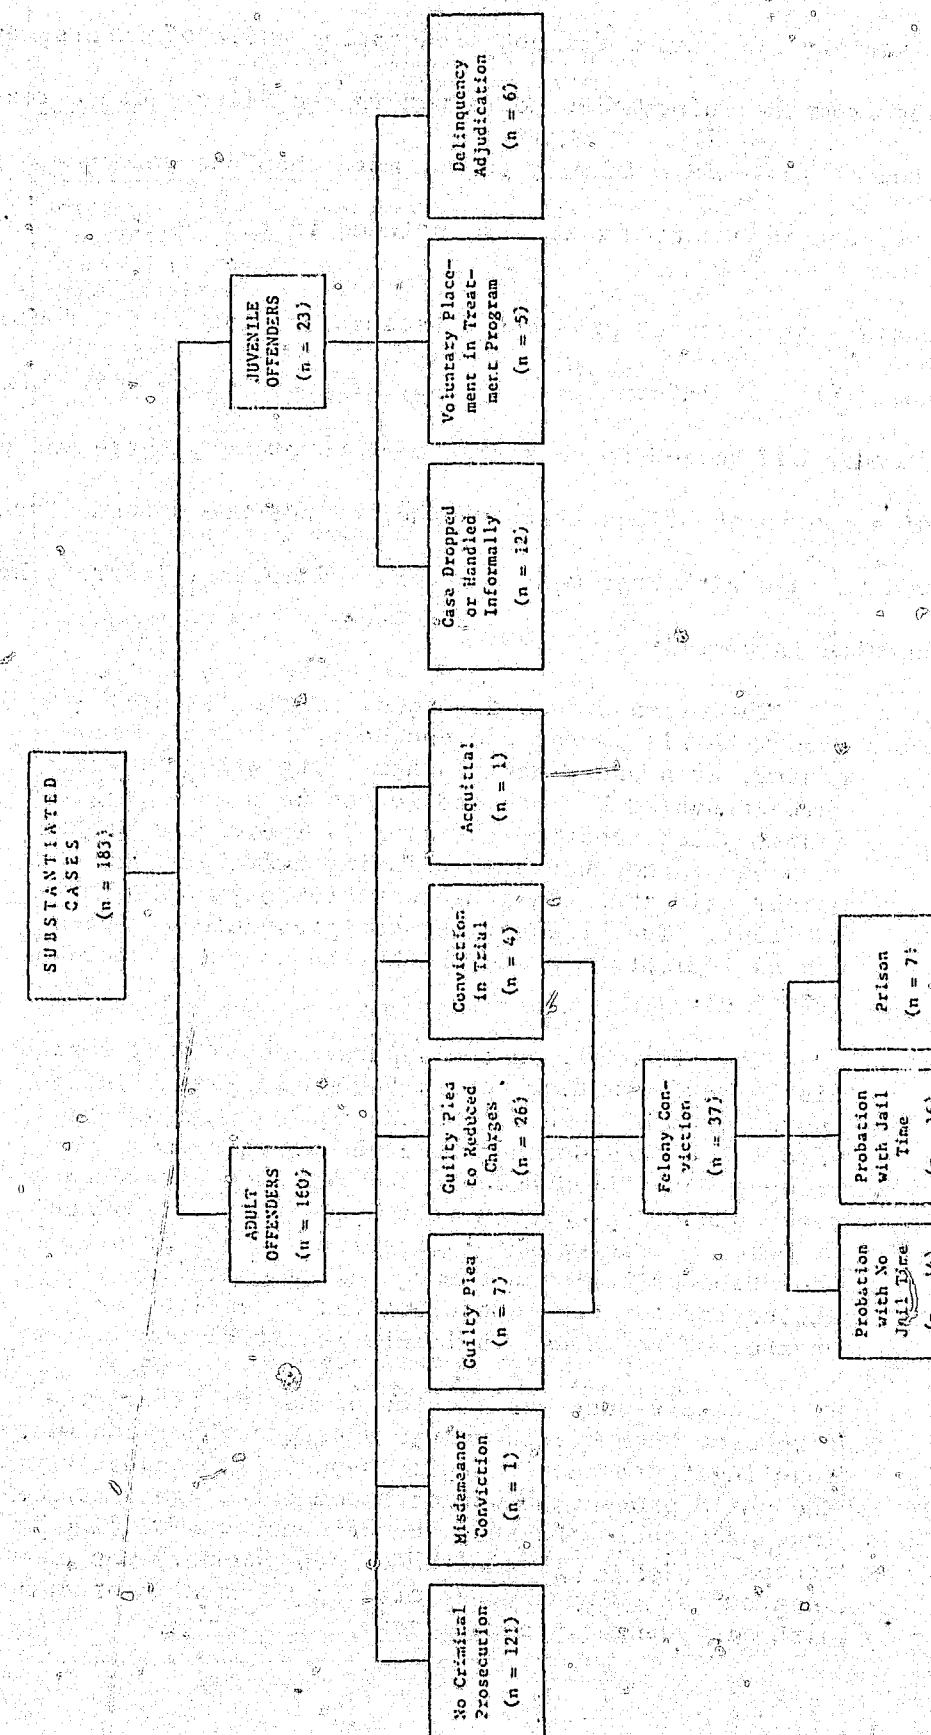 SUBSTANTIATED
CASES
(n = 183)
ADULT
OFFENDERS
(n = 160)
JUVENILE
OFFENDERS
(n = 23)
No Criminal
Prosecution
(n = 121)
Misdemeanor
Conviction
(n = 1)
Guilty Plea
(n = 7)
Guilty Plea
to Reduced
Charges
(n = 26)
Conviction
in Trial
(n = 4)
Acquittal
(n = 1)
Case Dropped
or Handled
Informally
(n = 12)
Voluntary Place-
ment in Treat-
ment Program
(n = 5)
Delinquency
Adjudication
(n = 6)
Felony Con-
viction
(n = 37)
Probation
with No
Jail Time
Probation
with Jail
Time
Prison
(n = 7)